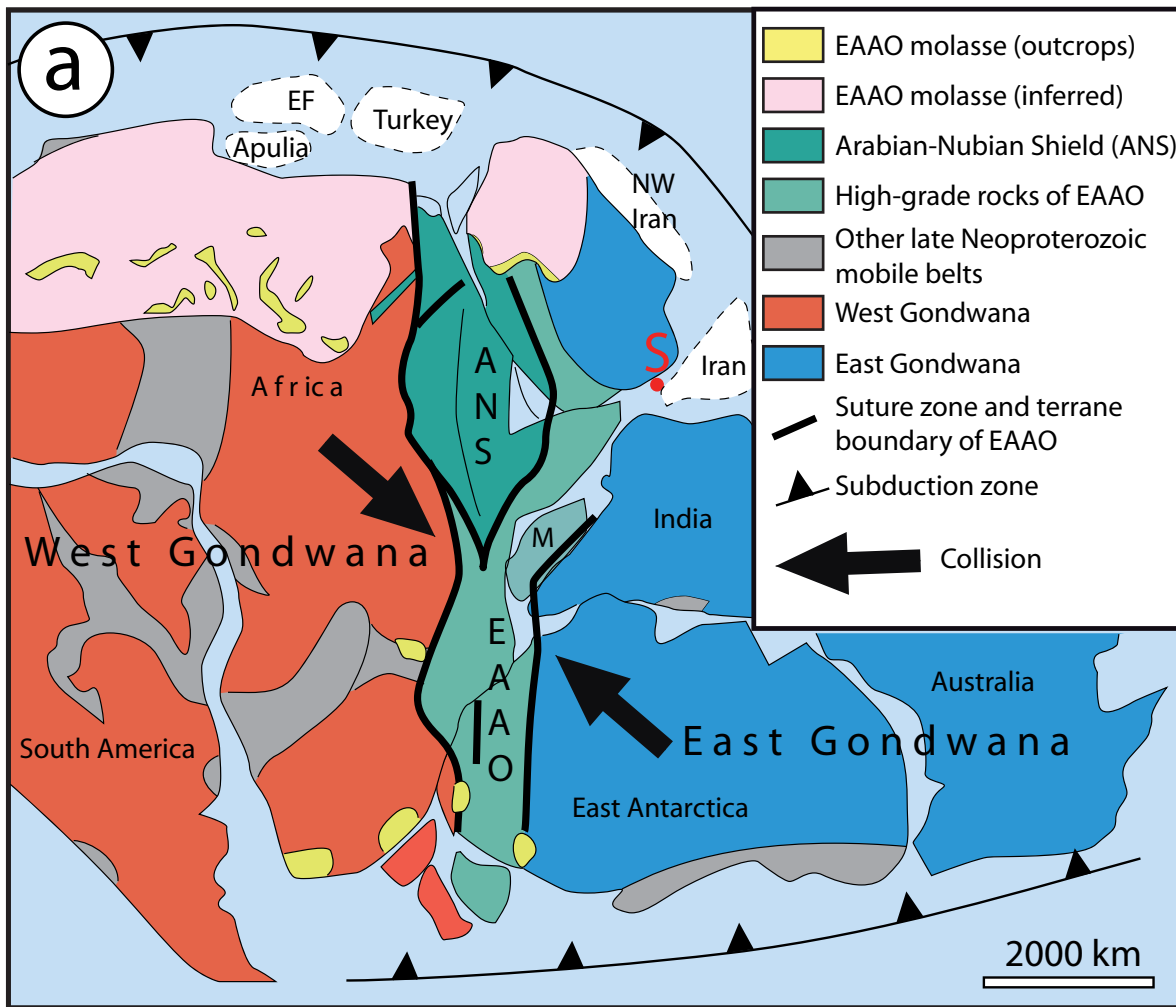 a
EF
Turkey
Apulia
NW
Iran
S
Iran
A
N
S
Africa
India
M
West Gondwana
E
A
A
O
Australia
South America
East Gondwana
East Antarctica
2000 km
EAAO molasse (outcrops)
EAAO molasse (inferred)
Arabian-Nubian Shield (ANS)
High-grade rocks of EAAO
Other late Neoproterozoic
mobile belts
West Gondwana
East Gondwana
Suture zone and terrane
boundary of EAAO
Subduction zone
Collision